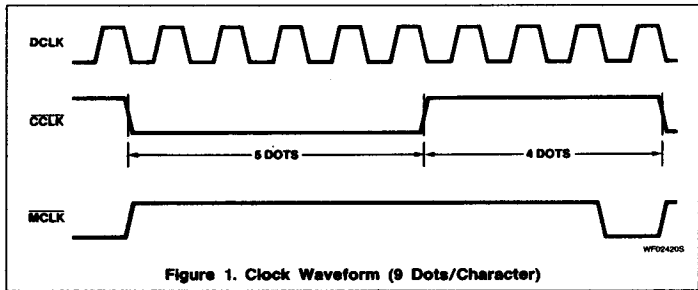 DCLK
CCLK
5 DOTS
4 DOTS
MCLK
WF02420S
Figure 1. Clock Waveform (9 Dots/Character)